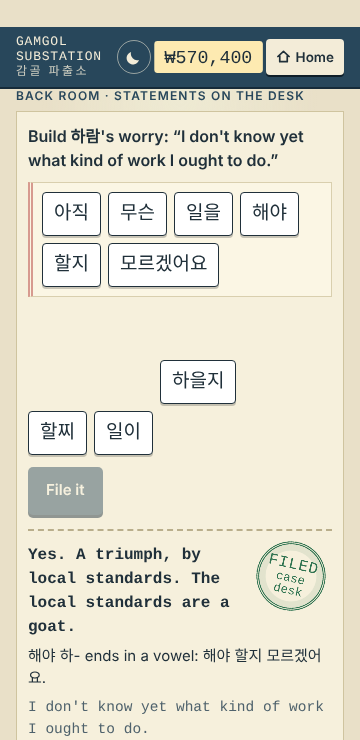 GAMGOL
SUBSTATION
감골 파출소
₩570,400
Home
BACK ROOM · STATEMENTS ON THE DESK
Build 하람's worry: “I don't know yet
what kind of work I ought to do.”
아직 무슨 일을 해야
할지 모르겠어요
하을지
할찌 일이
File it
Yes. A triumph, by
local standards. The
local standards are a
goat.
FILED
case
desk
해야 하- ends in a vowel: 해야 할지 모르겠어
요.
I don't know yet what kind of work
I ought to do.